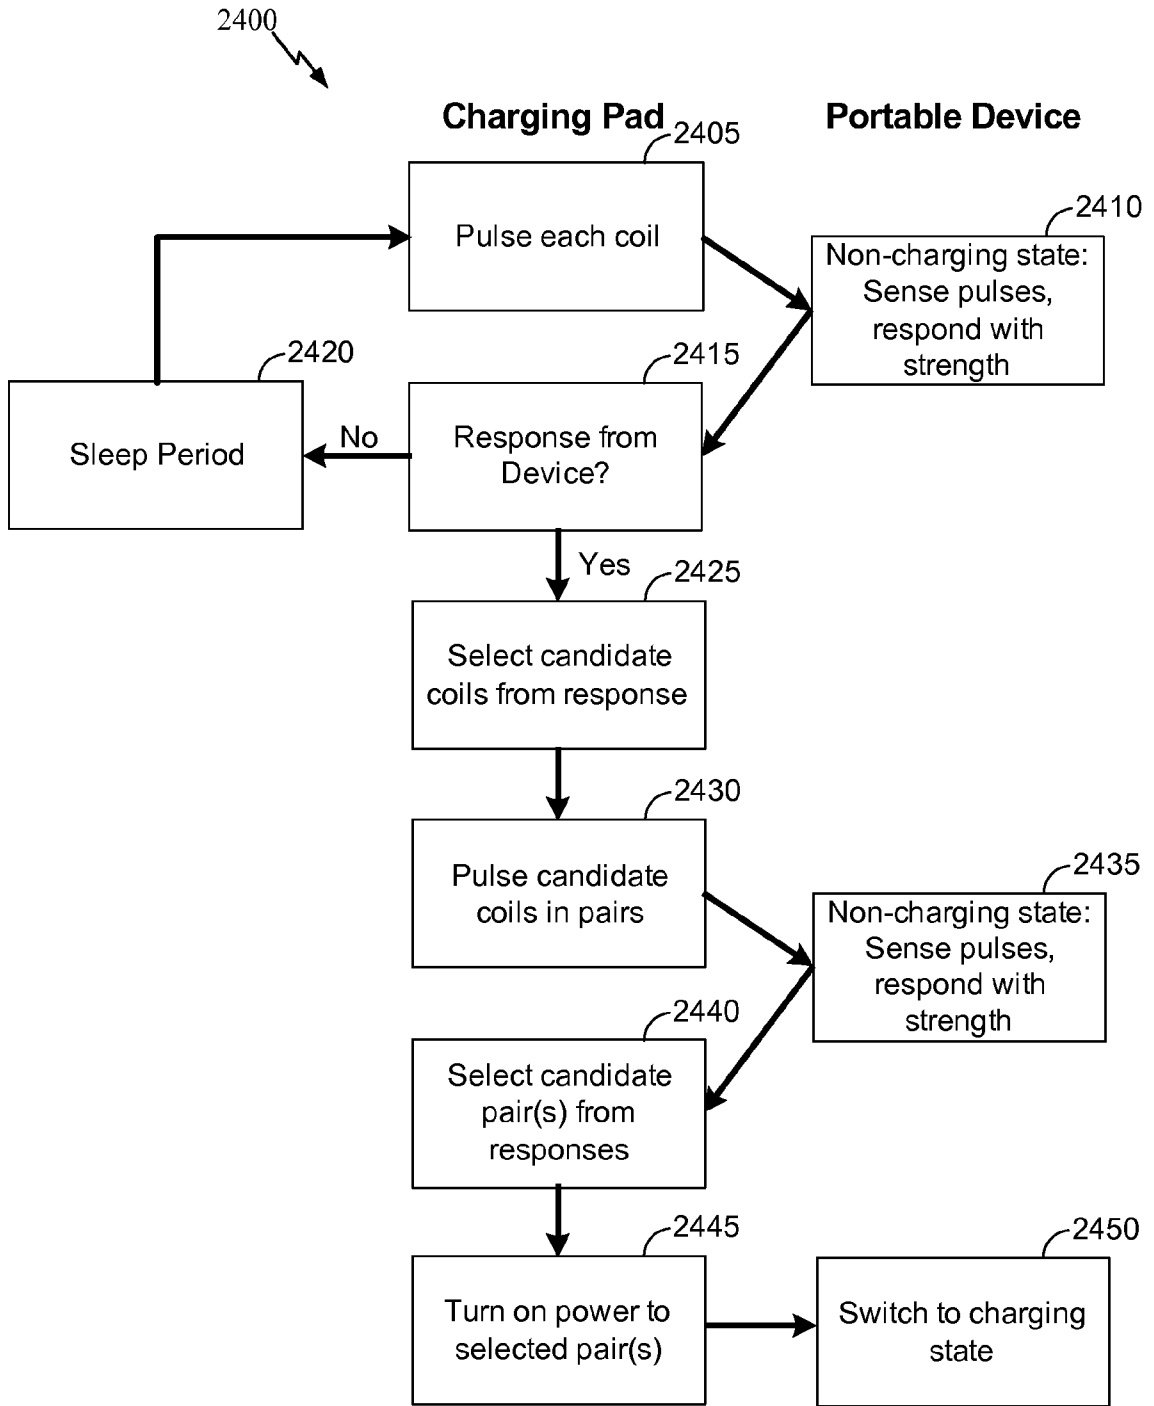 2400
Charging Pad
Portable Device
2405
Pulse each coil
2410
Non-charging state:
Sense pulses,
respond with
strength
2415
Response from
Device?
No
2420
Sleep Period
Yes
2425
Select candidate
coils from response
2430
Pulse candidate
coils in pairs
2435
Non-charging state:
Sense pulses,
respond with
strength
2440
Select candidate
pair(s) from
responses
2445
Turn on power to
selected pair(s)
2450
Switch to charging
state